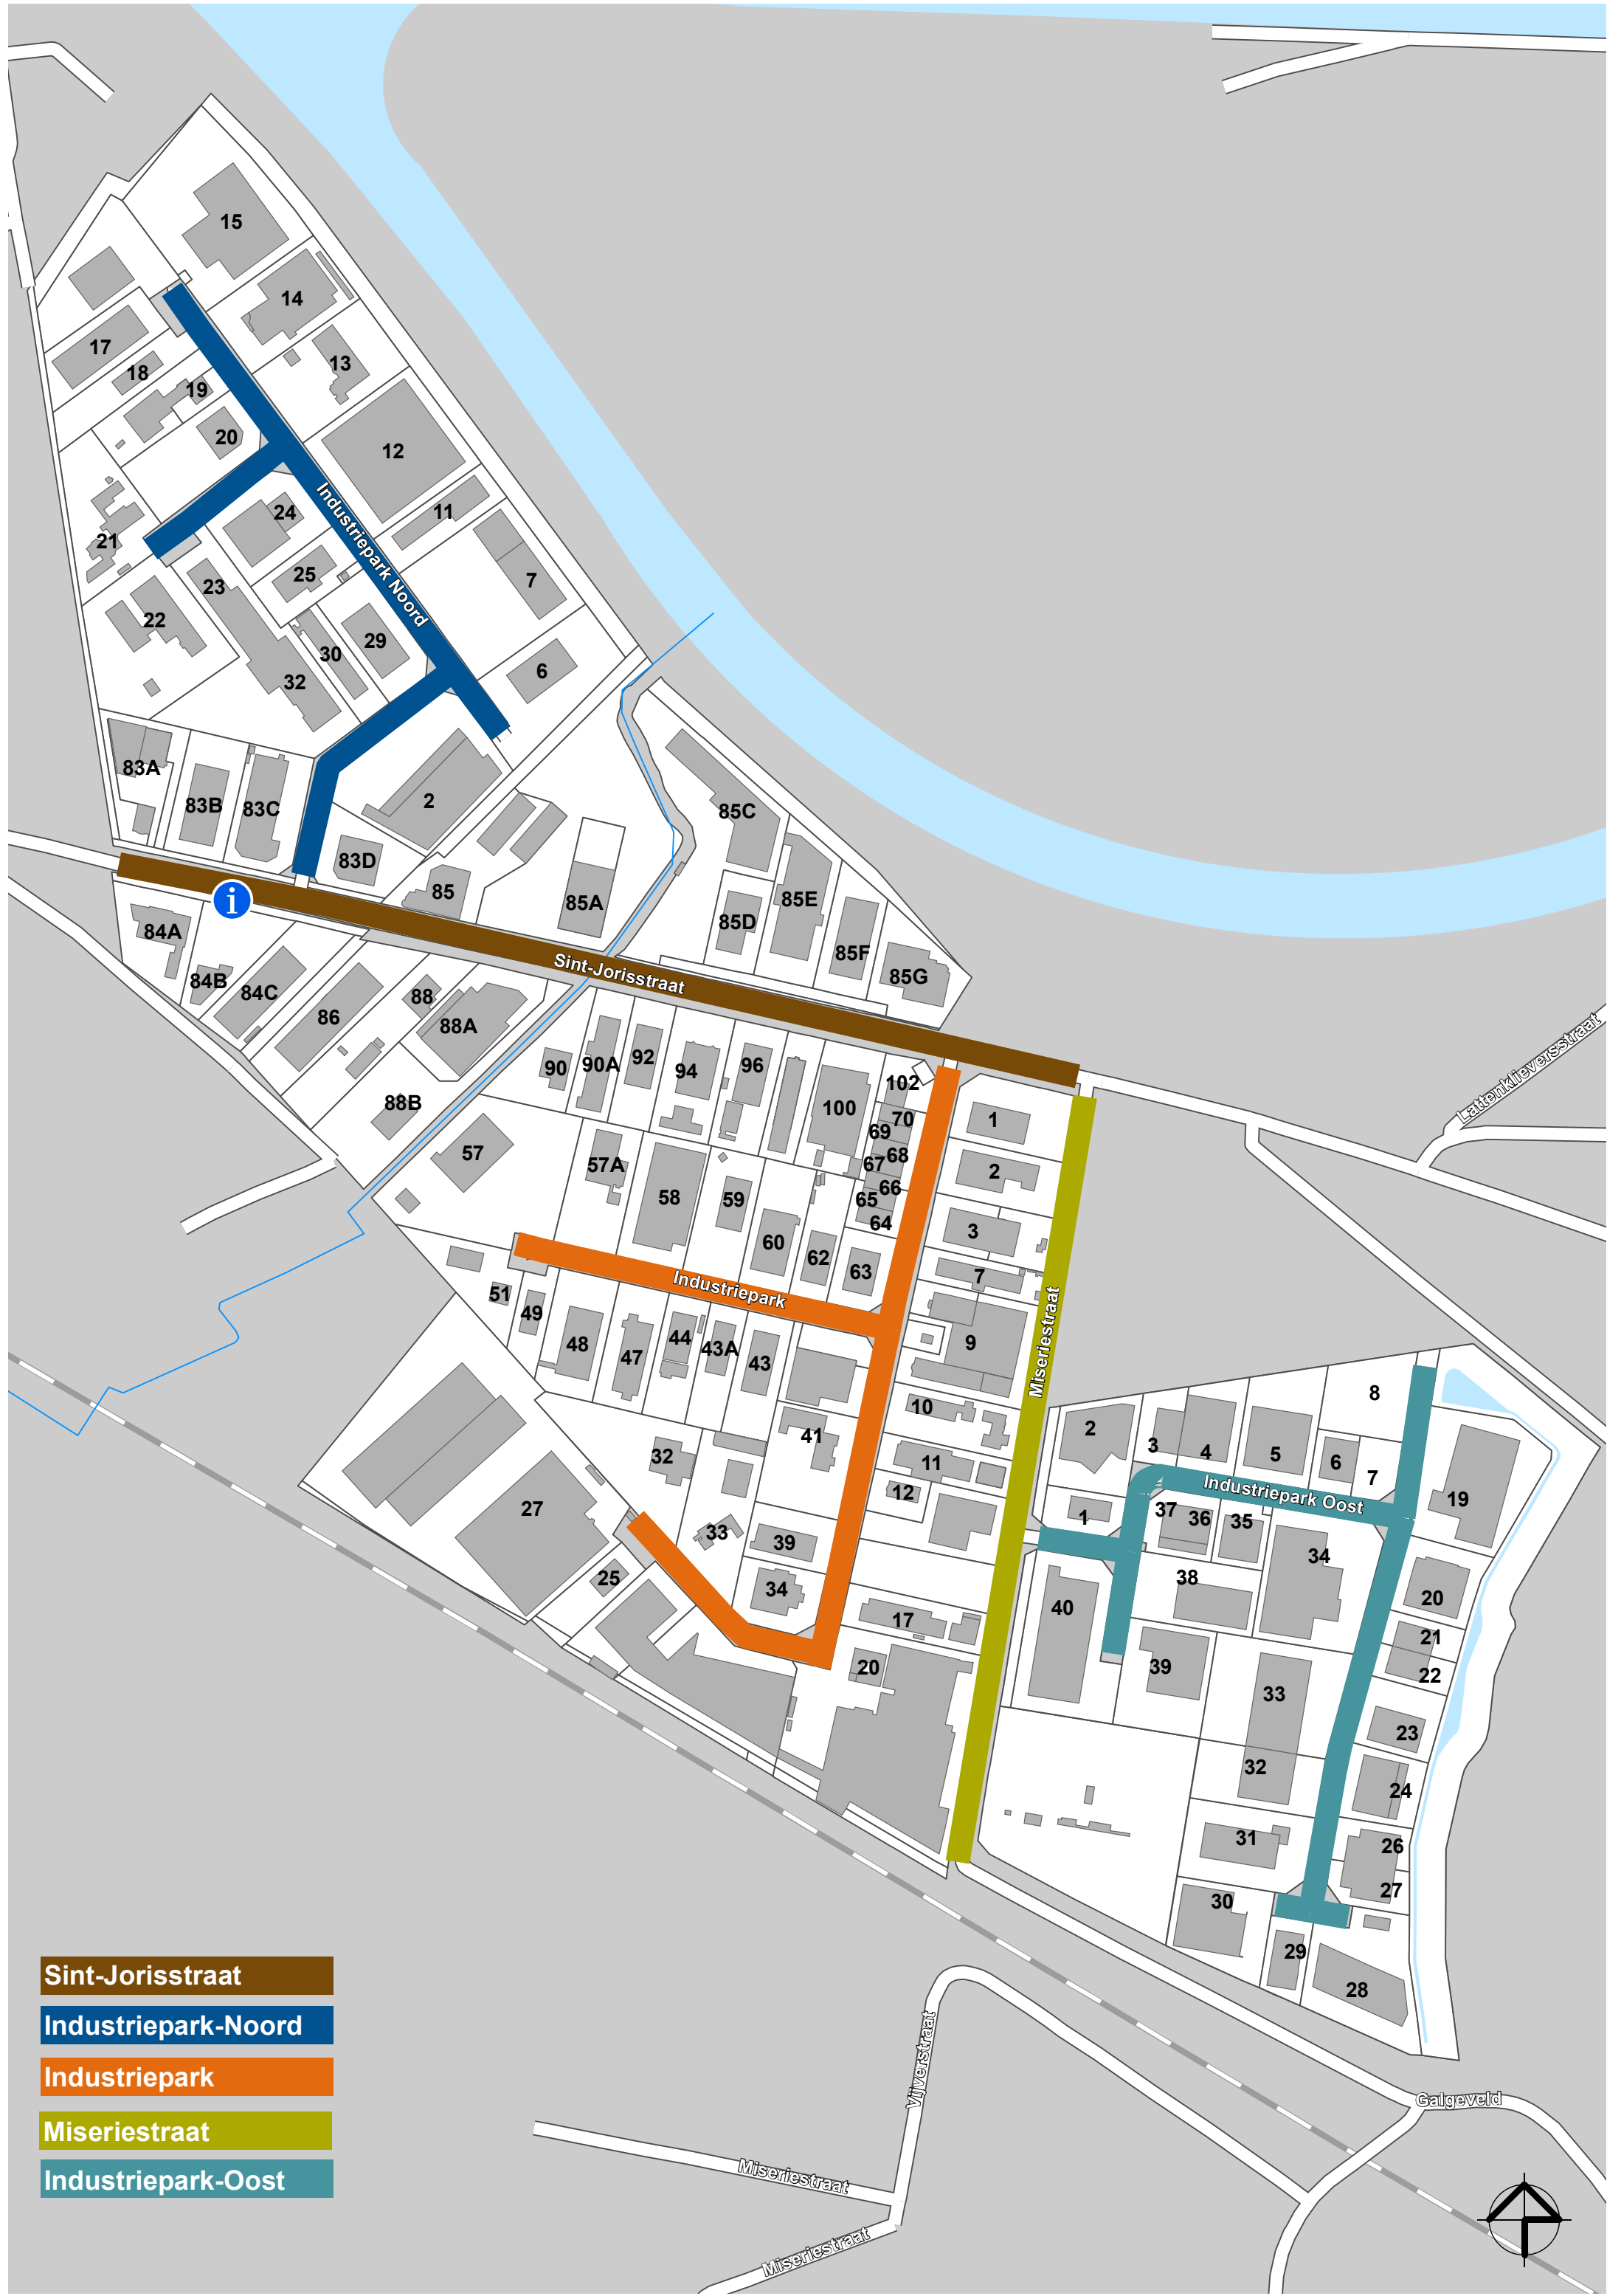 15
14
13
17
18
19
20
12
11
24
21
25
23
22
7
29
30
32
6
Industriepark Noord
83A
83B
83C
2
83D
85
85A
85C
85D
85E
85F
85G
i
84A
84B
84C
86
88
88A
88B
Sint-Jorisstraat
90
90A
92
94
96
100
102
70
69
68
67
66
65
64
57
57A
58
59
60
62
63
1
2
3
7
9
10
11
12
Lattenklieversstraat
Industriepark
51
49
48
47
44
43A
43
41
32
27
33
39
34
25
17
20
Miseriestraat
8
2
3
4
5
6
7
19
1
37
36
35
34
Industriepark Oost
38
40
39
20
21
22
33
23
32
24
31
26
27
30
29
28
Sint-Jorisstraat
Industriepark-Noord
Industriepark
Miseriestraat
Industriepark-Oost
Vijverstraat
Galgeveld
Miseriestraat
Miseriestraat